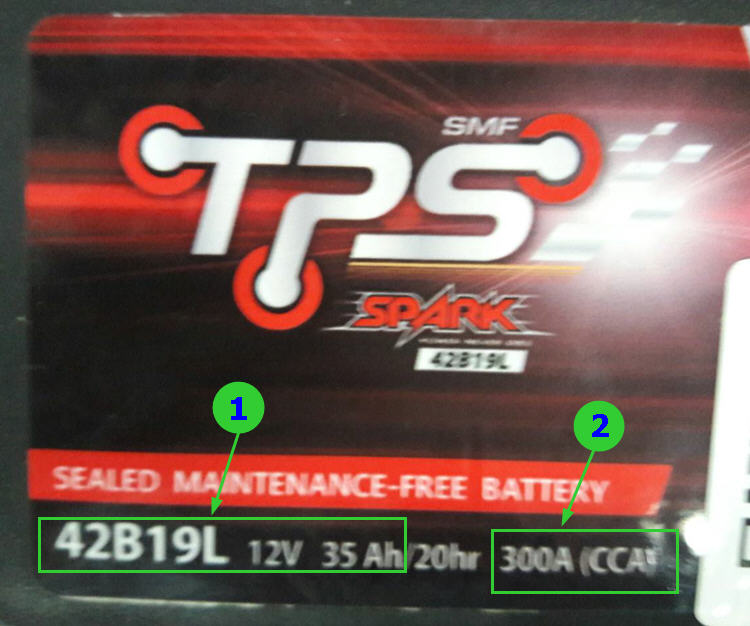 SMF
TPS
SPARK
42B19L
1
2
SEALED MAINTENANCE-FREE BATTERY
42B19L 12V 35 Ah/20hr 300A (CCA)